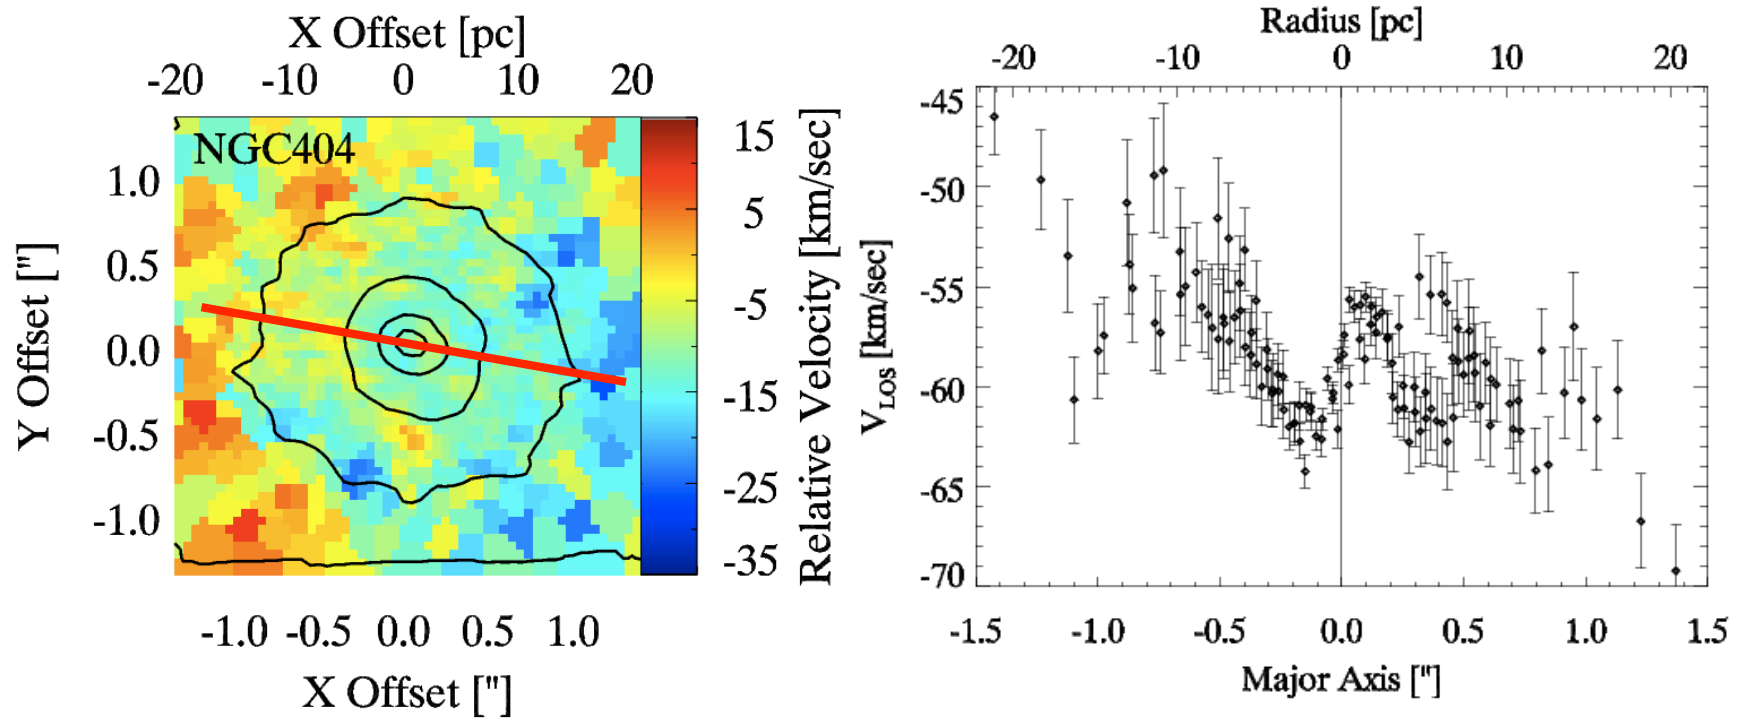 X Offset [pc]
-20 -10 0 10 20
NGC404
1.0
0.5
0.0
-0.5
-1.0
Y Offset ["]
-1.0 -0.5 0.0 0.5 1.0
X Offset ["]
15
5
-5
-15
-25
-35
Relative Velocity [km/sec]
Radius [pc]
-20 -10 0 10 20
-45
-50
-55
-60
-65
-70
VLOS [km/sec]
-1.5 -1.0 -0.5 0.0 0.5 1.0 1.5
Major Axis ["]